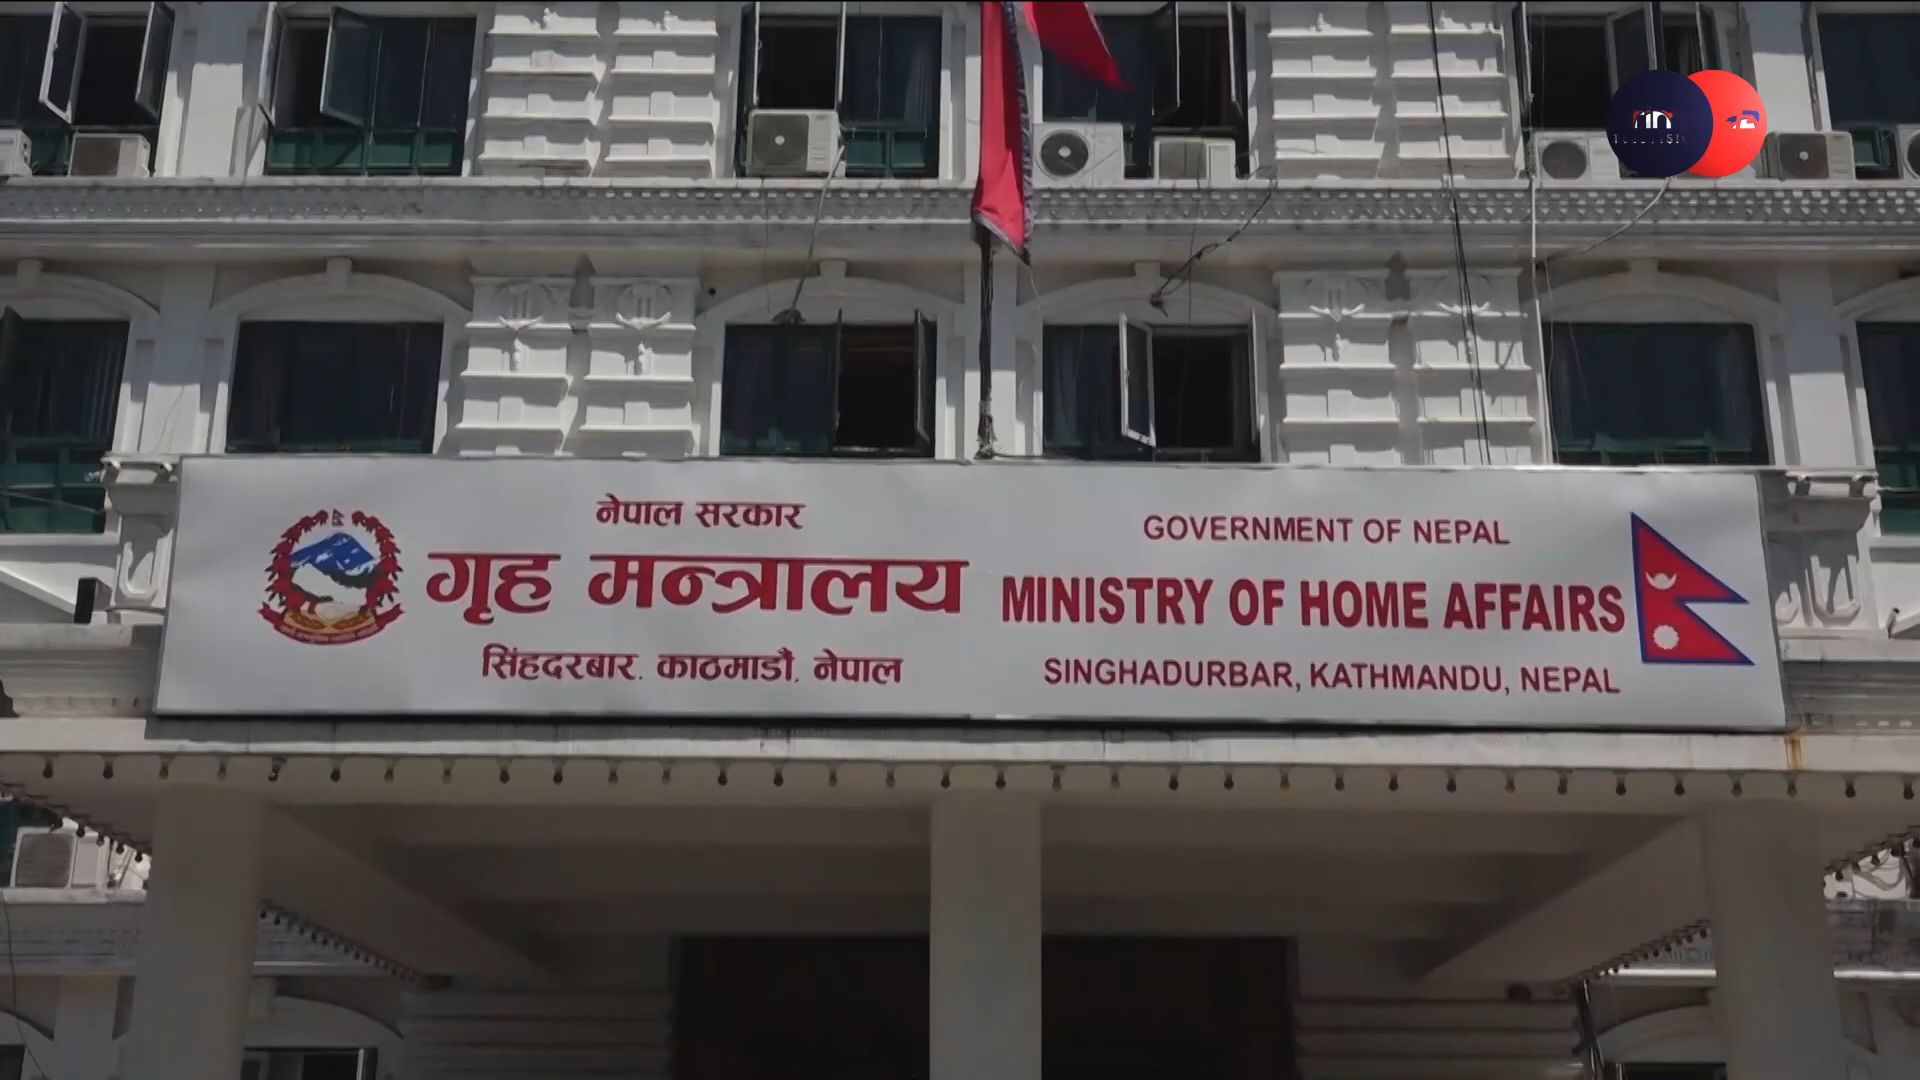 नेपाल सरकार
गृह मन्त्रालय
सिंहदरबार, काठमाडौं, नेपाल
GOVERNMENT OF NEPAL
MINISTRY OF HOME AFFAIRS
SINGHADURBAR, KATHMANDU, NEPAL